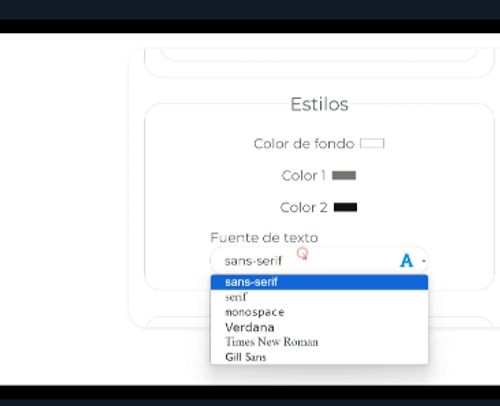 Estilos
Color de fondo
Color 1
Color 2
Fuente de texto
sans-serif A
sans-serif
serif
monospace
Verdana
Times New Roman
Gill Sans